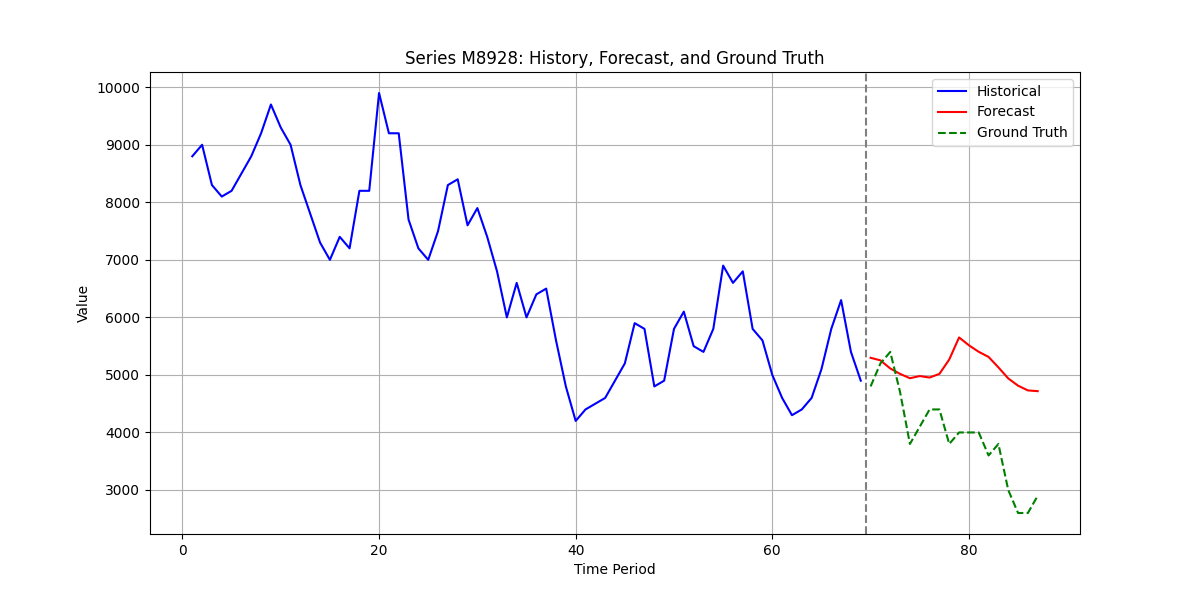 Series M8928: History, Forecast, and Ground Truth
Historical
Forecast
Ground Truth
Value
10000
9000
8000
7000
6000
5000
4000
3000
0 20 40 60 80
Time Period